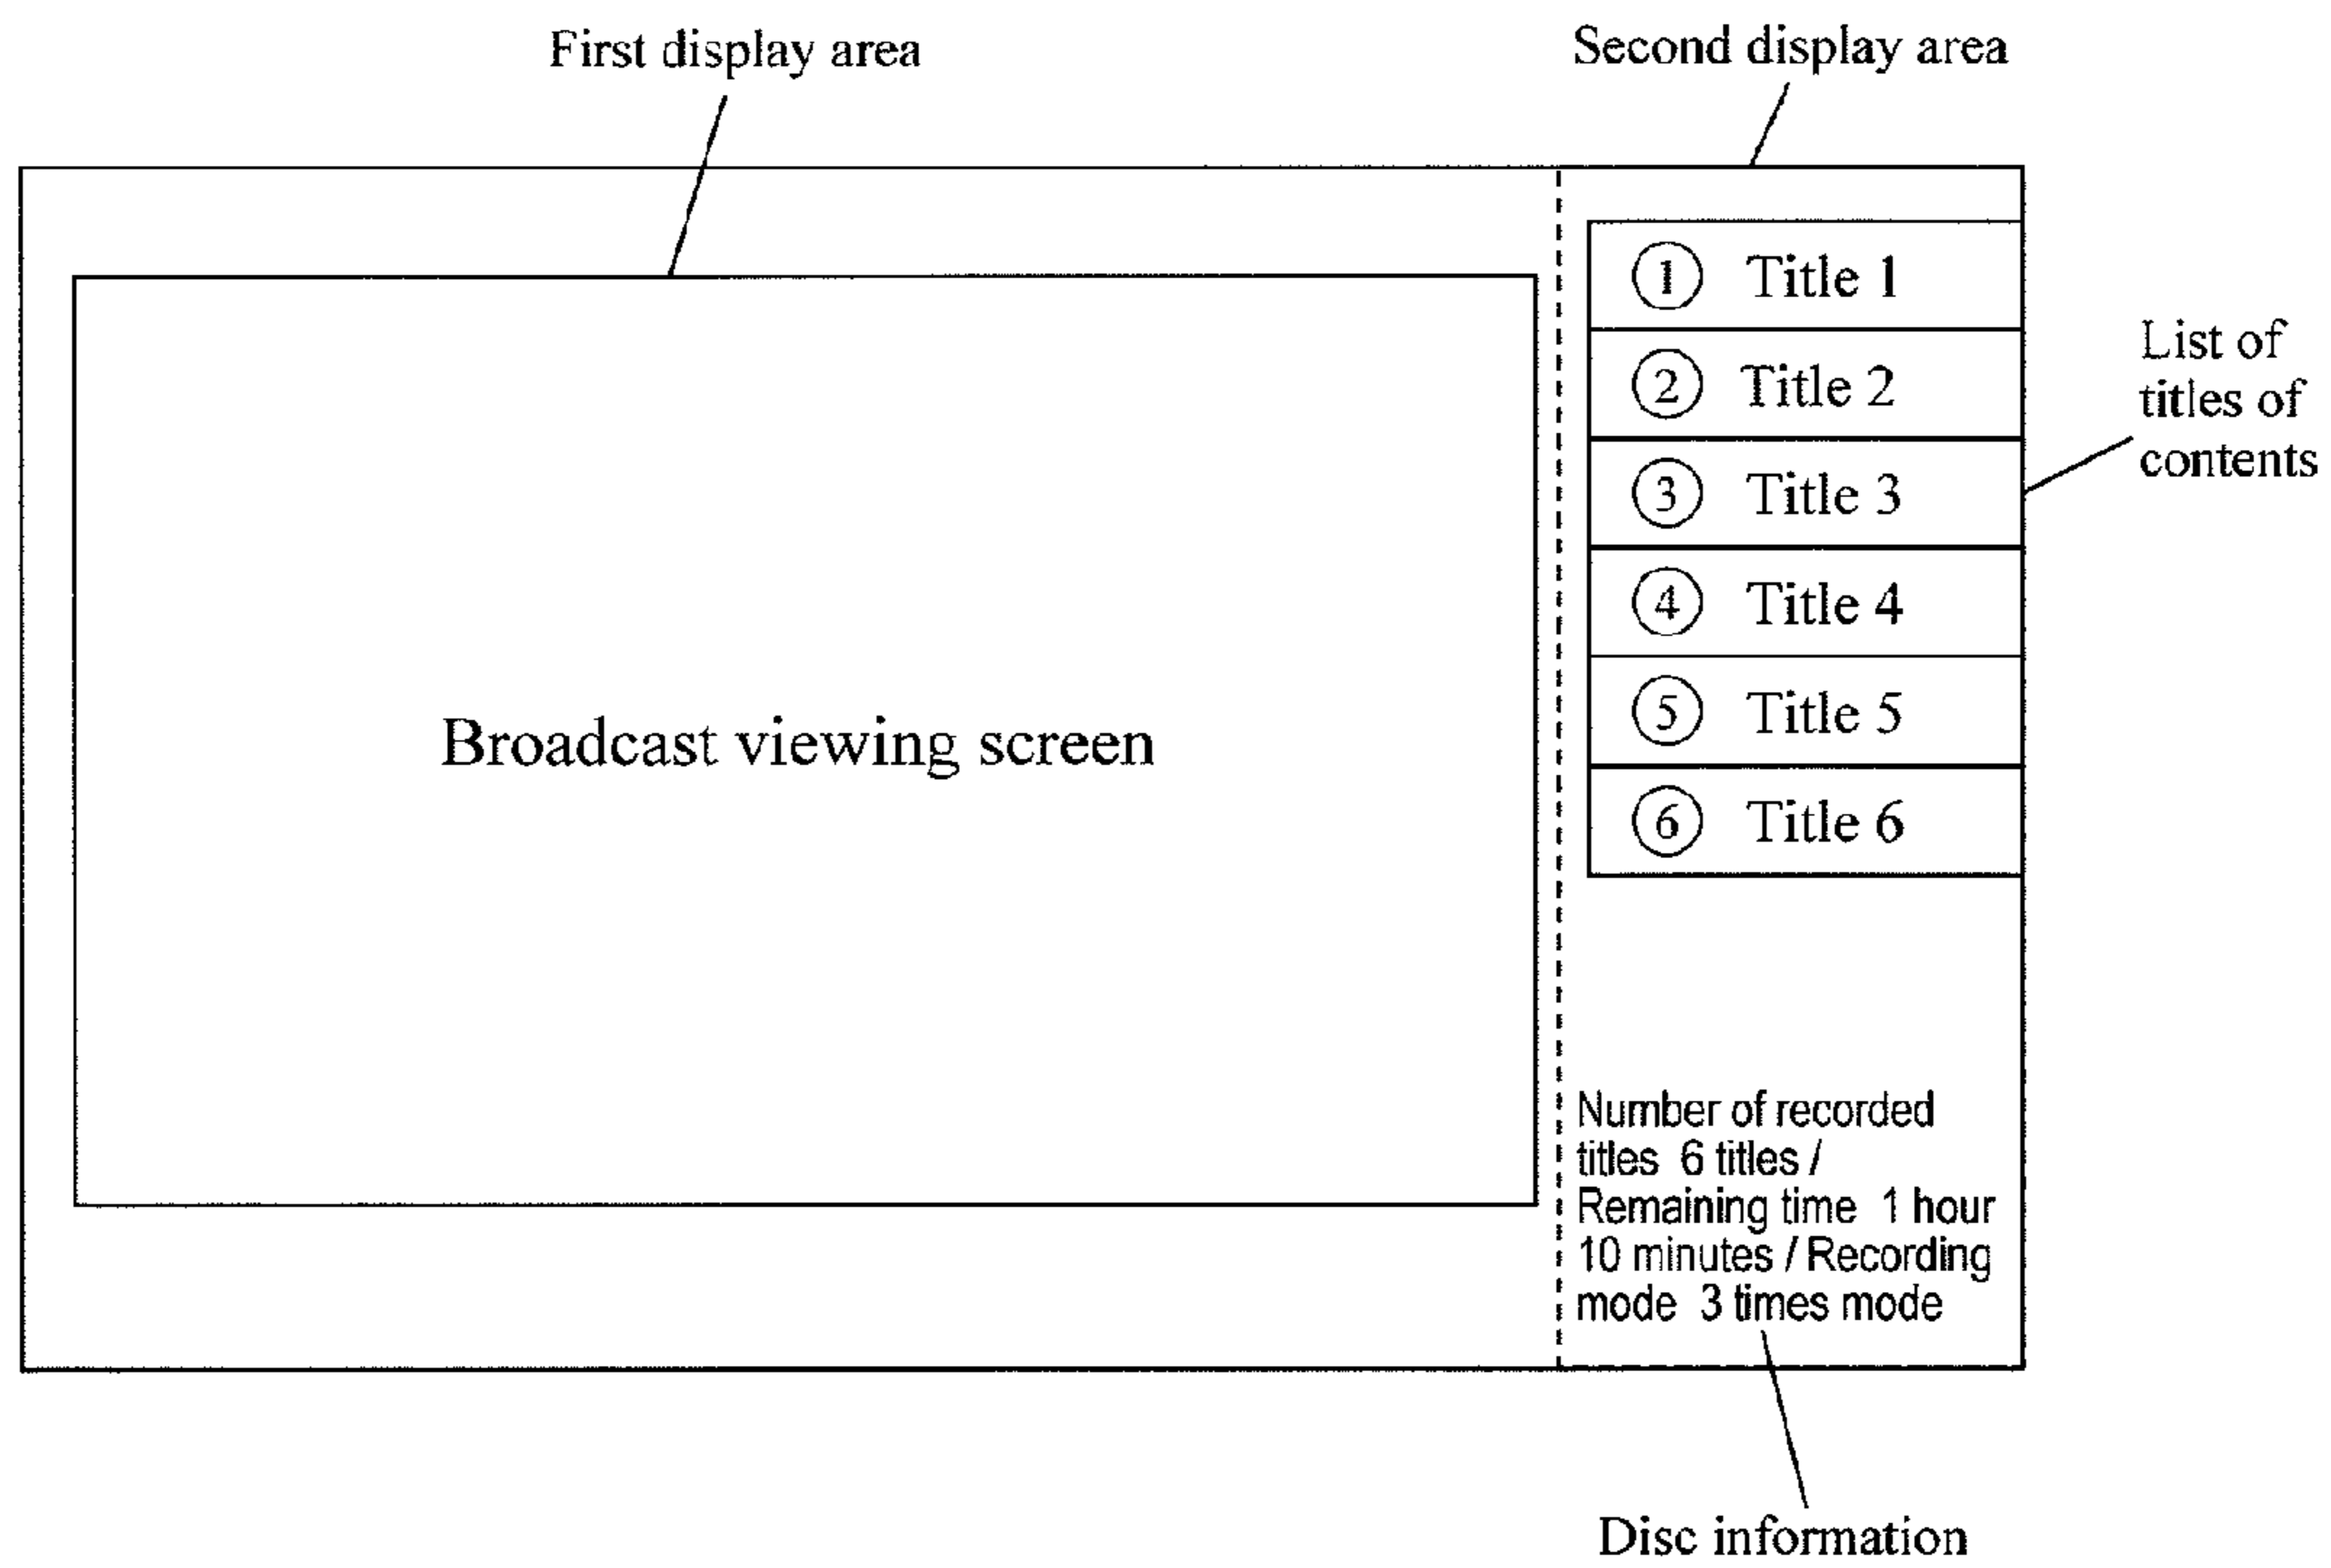 First display area
Second display area
① Title 1
② Title 2
③ Title 3
④ Title 4
⑤ Title 5
⑥ Title 6
List of
titles of
contents
Broadcast viewing screen
Number of recorded
titles 6 titles /
Remaining time 1 hour
10 minutes / Recording
mode 3 times mode
Disc information